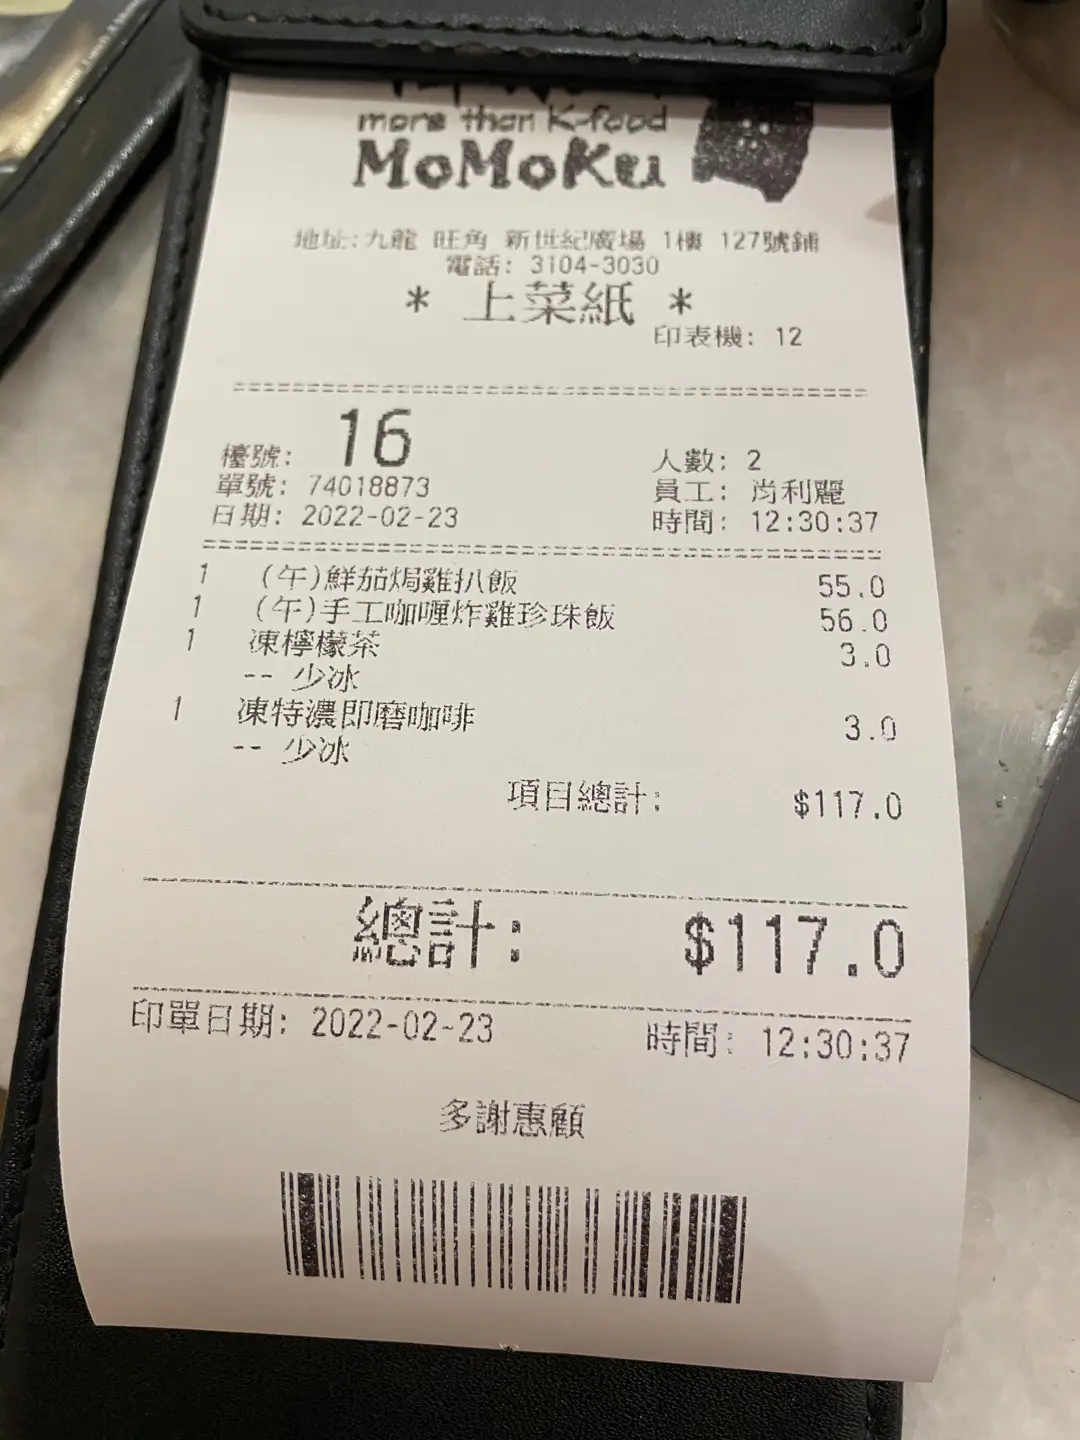 more than K-food
MoMoKei
地址:九龍 旺角 新世紀廣場 1樓 127號鋪
電話: 3104-3030
* 上菜紙 *
印表機: 12
檯號: 16
人數: 2
單號: 74018873
員工: 尚利麗
日期: 2022-02-23
時間: 12:30:37
1 (午)鮮茄焗雞扒飯 55.0
1 (午)手工咖喱炸雞珍珠飯 56.0
1 凍檸檬茶 3.0
-- 少冰
1 凍特濃即磨咖啡 3.0
-- 少冰
項目總計: $117.0
總計: $117.0
印單日期: 2022-02-23 時間: 12:30:37
多謝惠顧